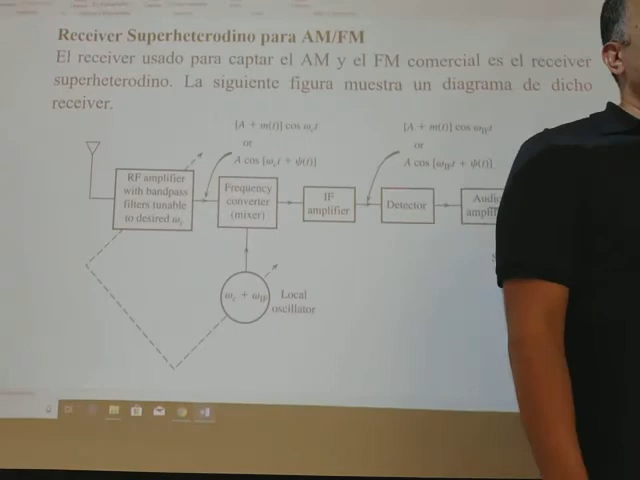 Receiver Superheterodino para AM/FM
El receiver usado para captar el AM y el FM comercial es el receiver
superheterodino. La siguiente figura muestra un diagrama de dicho
receiver.
[A + m(t)] cos ω_c t
or
A cos [ω_c t + ψ(t)]
[A + m(t)] cos ω_IF t
or
A cos [ω_IF t + ψ(t)]
RF amplifier
with bandpass
filters tunable
to desired ω_c
Frequency
converter
(mixer)
IF
amplifier
Detector
Audio
amplif
ω_c + ω_IF
Local
oscillator